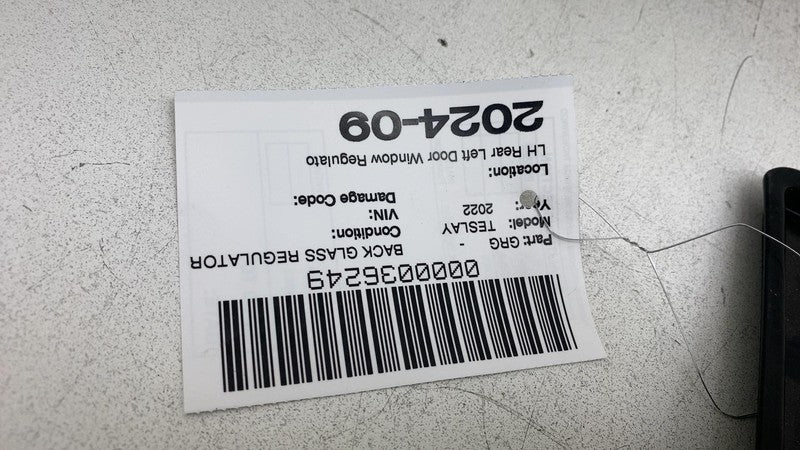 0000036249
BACK GLASS REGULATOR
Part: GRG - Condition:
Model: TESLAY VIN:
Year: 2022 Damage Code:
Location:
LH Rear Left Door Window Regulato
2024-09